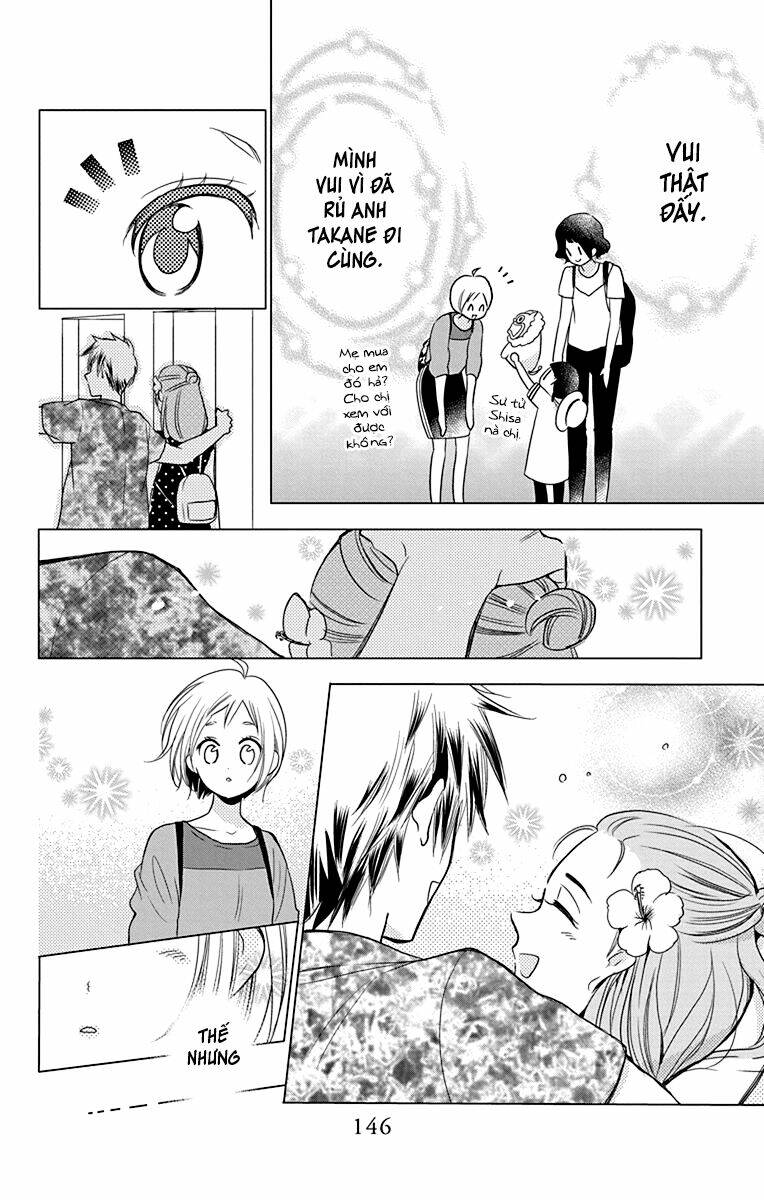 VUI
THẬT
ĐẤY.
MÌNH
VUI VÌ ĐÃ
RỦ ANH
TAKANE ĐI
CÙNG.
Sư tử
Shisa
nà chị.
Mẹ mua
cho em
đó hả?
Cho chị
xem với
được
không?
THẾ
NHƯNG
146